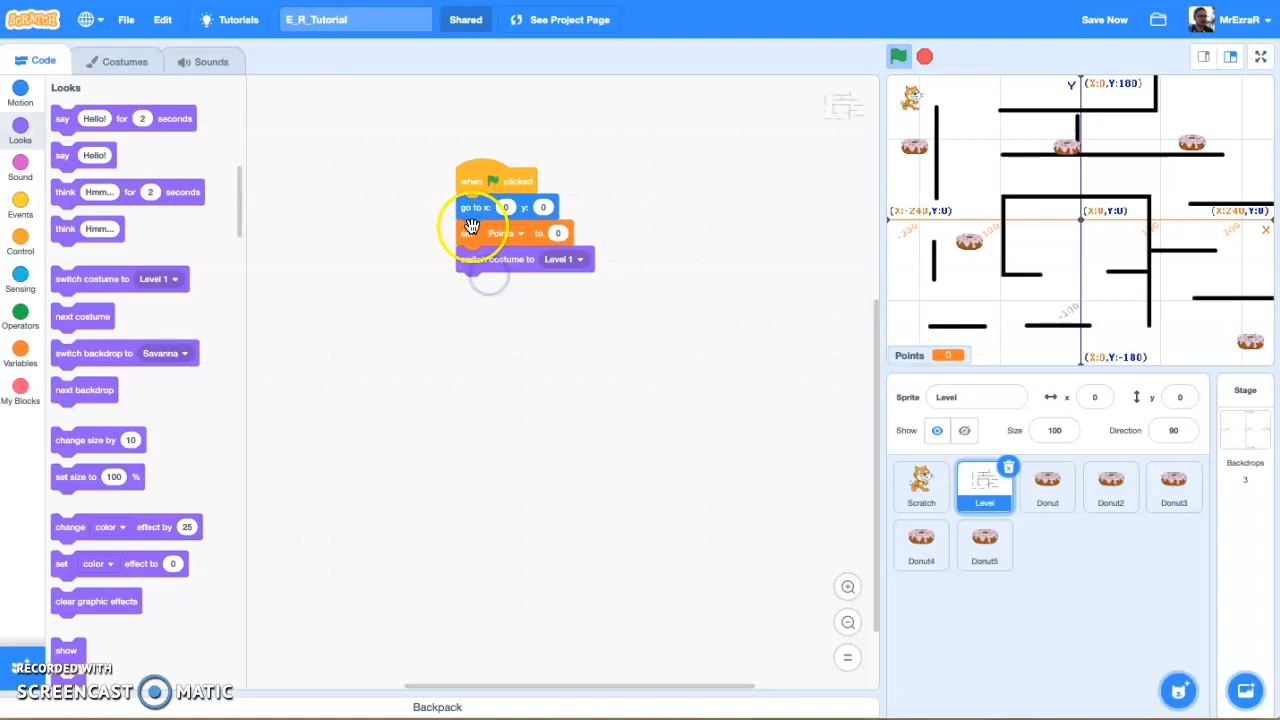 SCRATCH File Edit Tutorials E_R_Tutorial Shared See Project Page Save Now MrEzraR
Code Costumes Sounds
Motion
Looks
Sound
Events
Control
Sensing
Operators
Variables
My Blocks
Looks
say Hello! for 2 seconds
say Hello!
think Hmm... for 2 seconds
think Hmm...
switch costume to Level 1
next costume
switch backdrop to Savanna
next backdrop
change size by 10
set size to 100 %
change color effect by 25
set color effect to 0
clear graphic effects
show
when clicked
go to x: 0 y: 0
Points to 0
switch costume to Level 1
Y (X:0,Y:180)
(X:-240,Y:0) (X:0,Y:0) (X:240,Y:0)
X
-200 -100 100 200
-100
(X:0,Y:-180)
Points 0
Sprite Level x 0 y 0
Show Size 100 Direction 90
Scratch Level Donut Donut2 Donut3
Donut4 Donut5
Stage
Backdrops
3
Backpack
RECORDED WITH
SCREENCAST MATIC